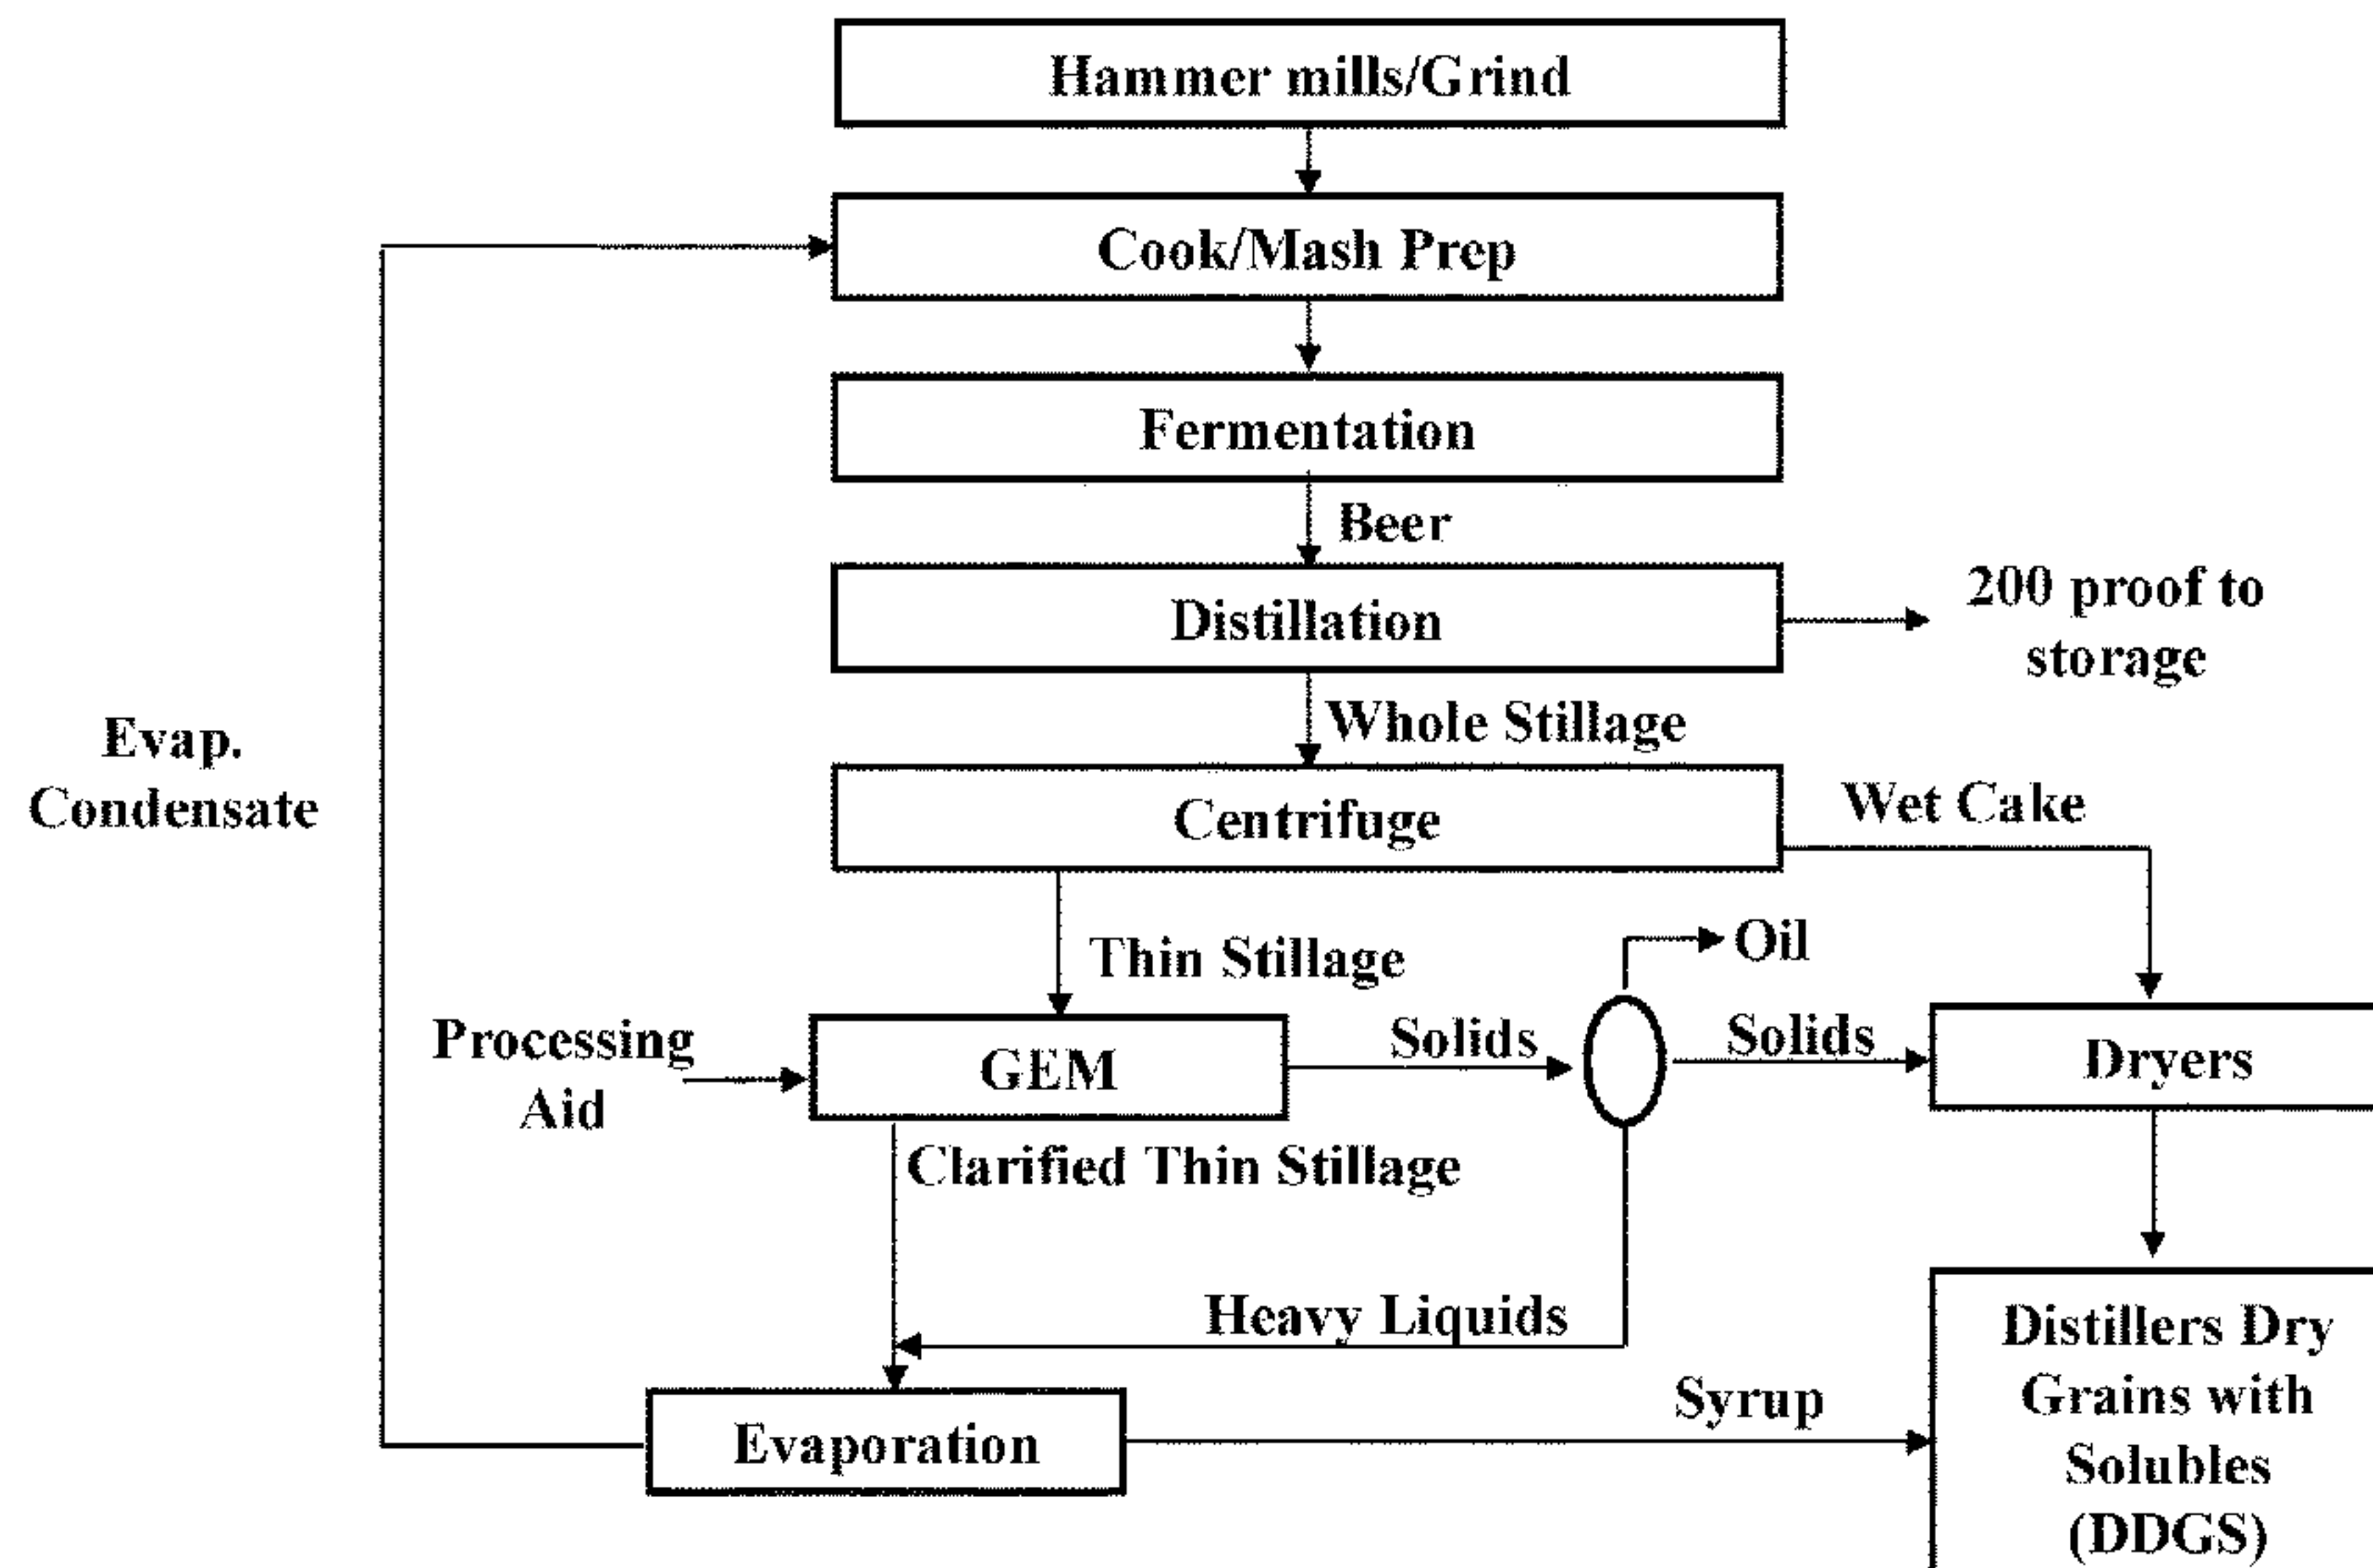 Hammer mills/Grind
Cook/Mash Prep
Fermentation
Beer
Distillation
200 proof to
storage
Whole Stillage
Evap.
Condensate
Centrifuge
Wet Cake
Thin Stillage
Oil
Processing
Aid
GEM
Solids
Solids
Dryers
Clarified Thin Stillage
Heavy Liquids
Evaporation
Syrup
Distillers Dry
Grains with
Solubles
(DDGS)